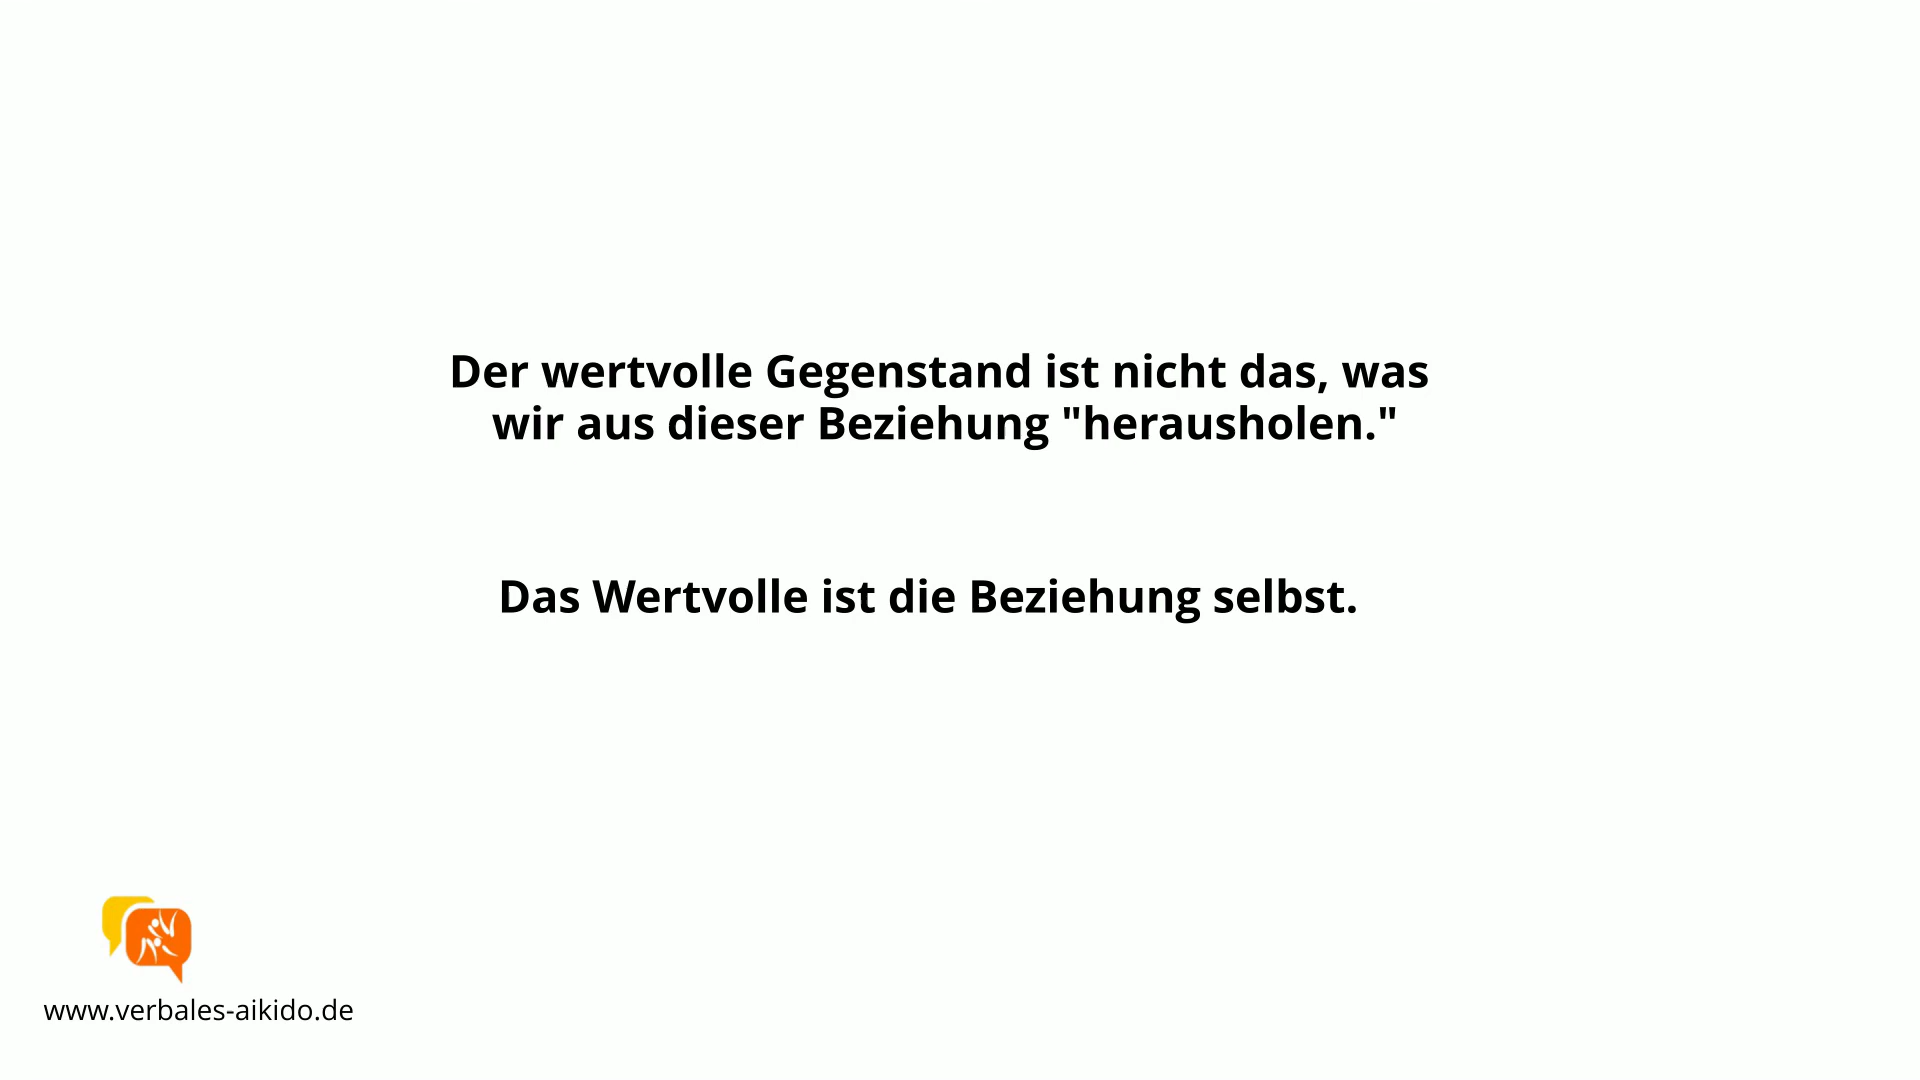 Der wertvolle Gegenstand ist nicht das, was
wir aus dieser Beziehung "herausholen."
Das Wertvolle ist die Beziehung selbst.
www.verbales-aikido.de